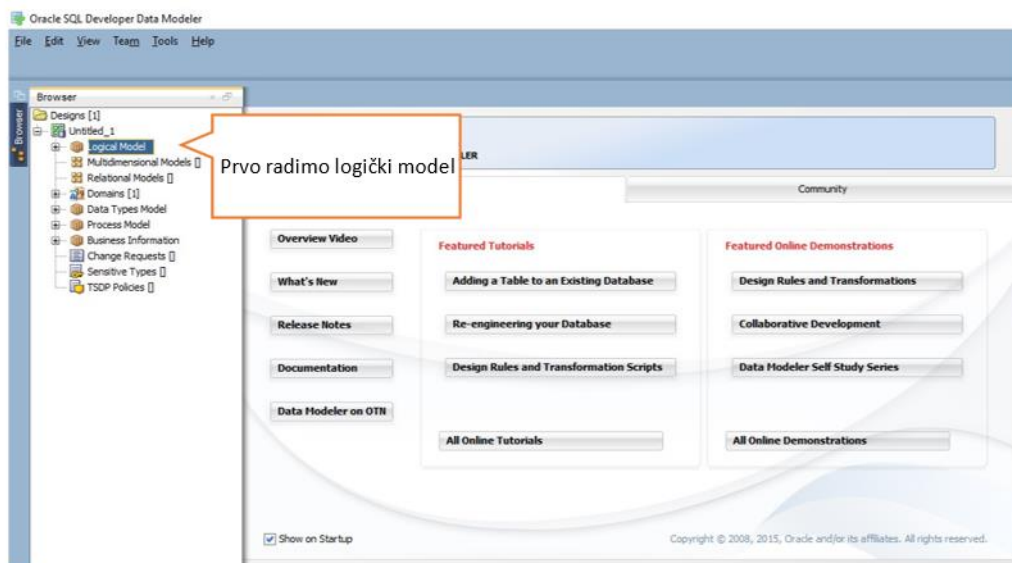 Oracle SQL Developer Data Modeler
File Edit View Team Tools Help
Browser
Browser
Designs [1]
Untitled_1
Logical Model
Multidimensional Models []
Relational Models []
Domains [1]
Data Types Model
Process Model
Business Information
Change Requests []
Sensitive Types []
TSDP Policies []
Prvo radimo logički model
LER
Community
Overview Video
What's New
Release Notes
Documentation
Data Modeler on OTN
Featured Tutorials
Adding a Table to an Existing Database
Re-engineering your Database
Design Rules and Transformation Scripts
All Online Tutorials
Featured Online Demonstrations
Design Rules and Transformations
Collaborative Development
Data Modeler Self Study Series
All Online Demonstrations
Show on Startup
Copyright © 2008, 2015, Oracle and/or its affiliates. All rights reserved.